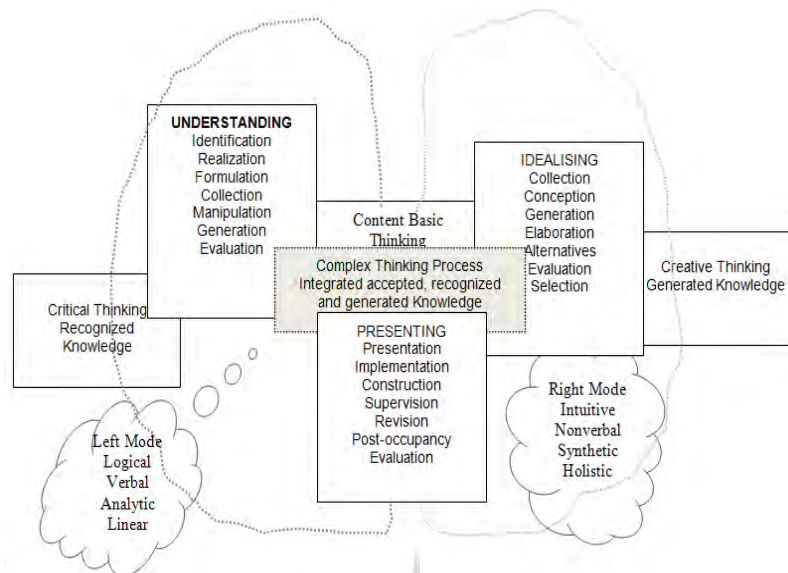 UNDERSTANDING
Identification
Realization
Formulation
Collection
Manipulation
Generation
Evaluation
IDEALISING
Collection
Conception
Generation
Elaboration
Alternatives
Evaluation
Selection
Content Basic
Thinking
Complex Thinking Process
Integrated accepted, recognized
and generated Knowledge
Creative Thinking
Generated Knowledge
Critical Thinking
Recognized
Knowledge
PRESENTING
Presentation
Implementation
Construction
Supervision
Revision
Post-occupancy
Evaluation
Left Mode
Logical
Verbal
Analytic
Linear
Right Mode
Intuitive
Nonverbal
Synthetic
Holistic